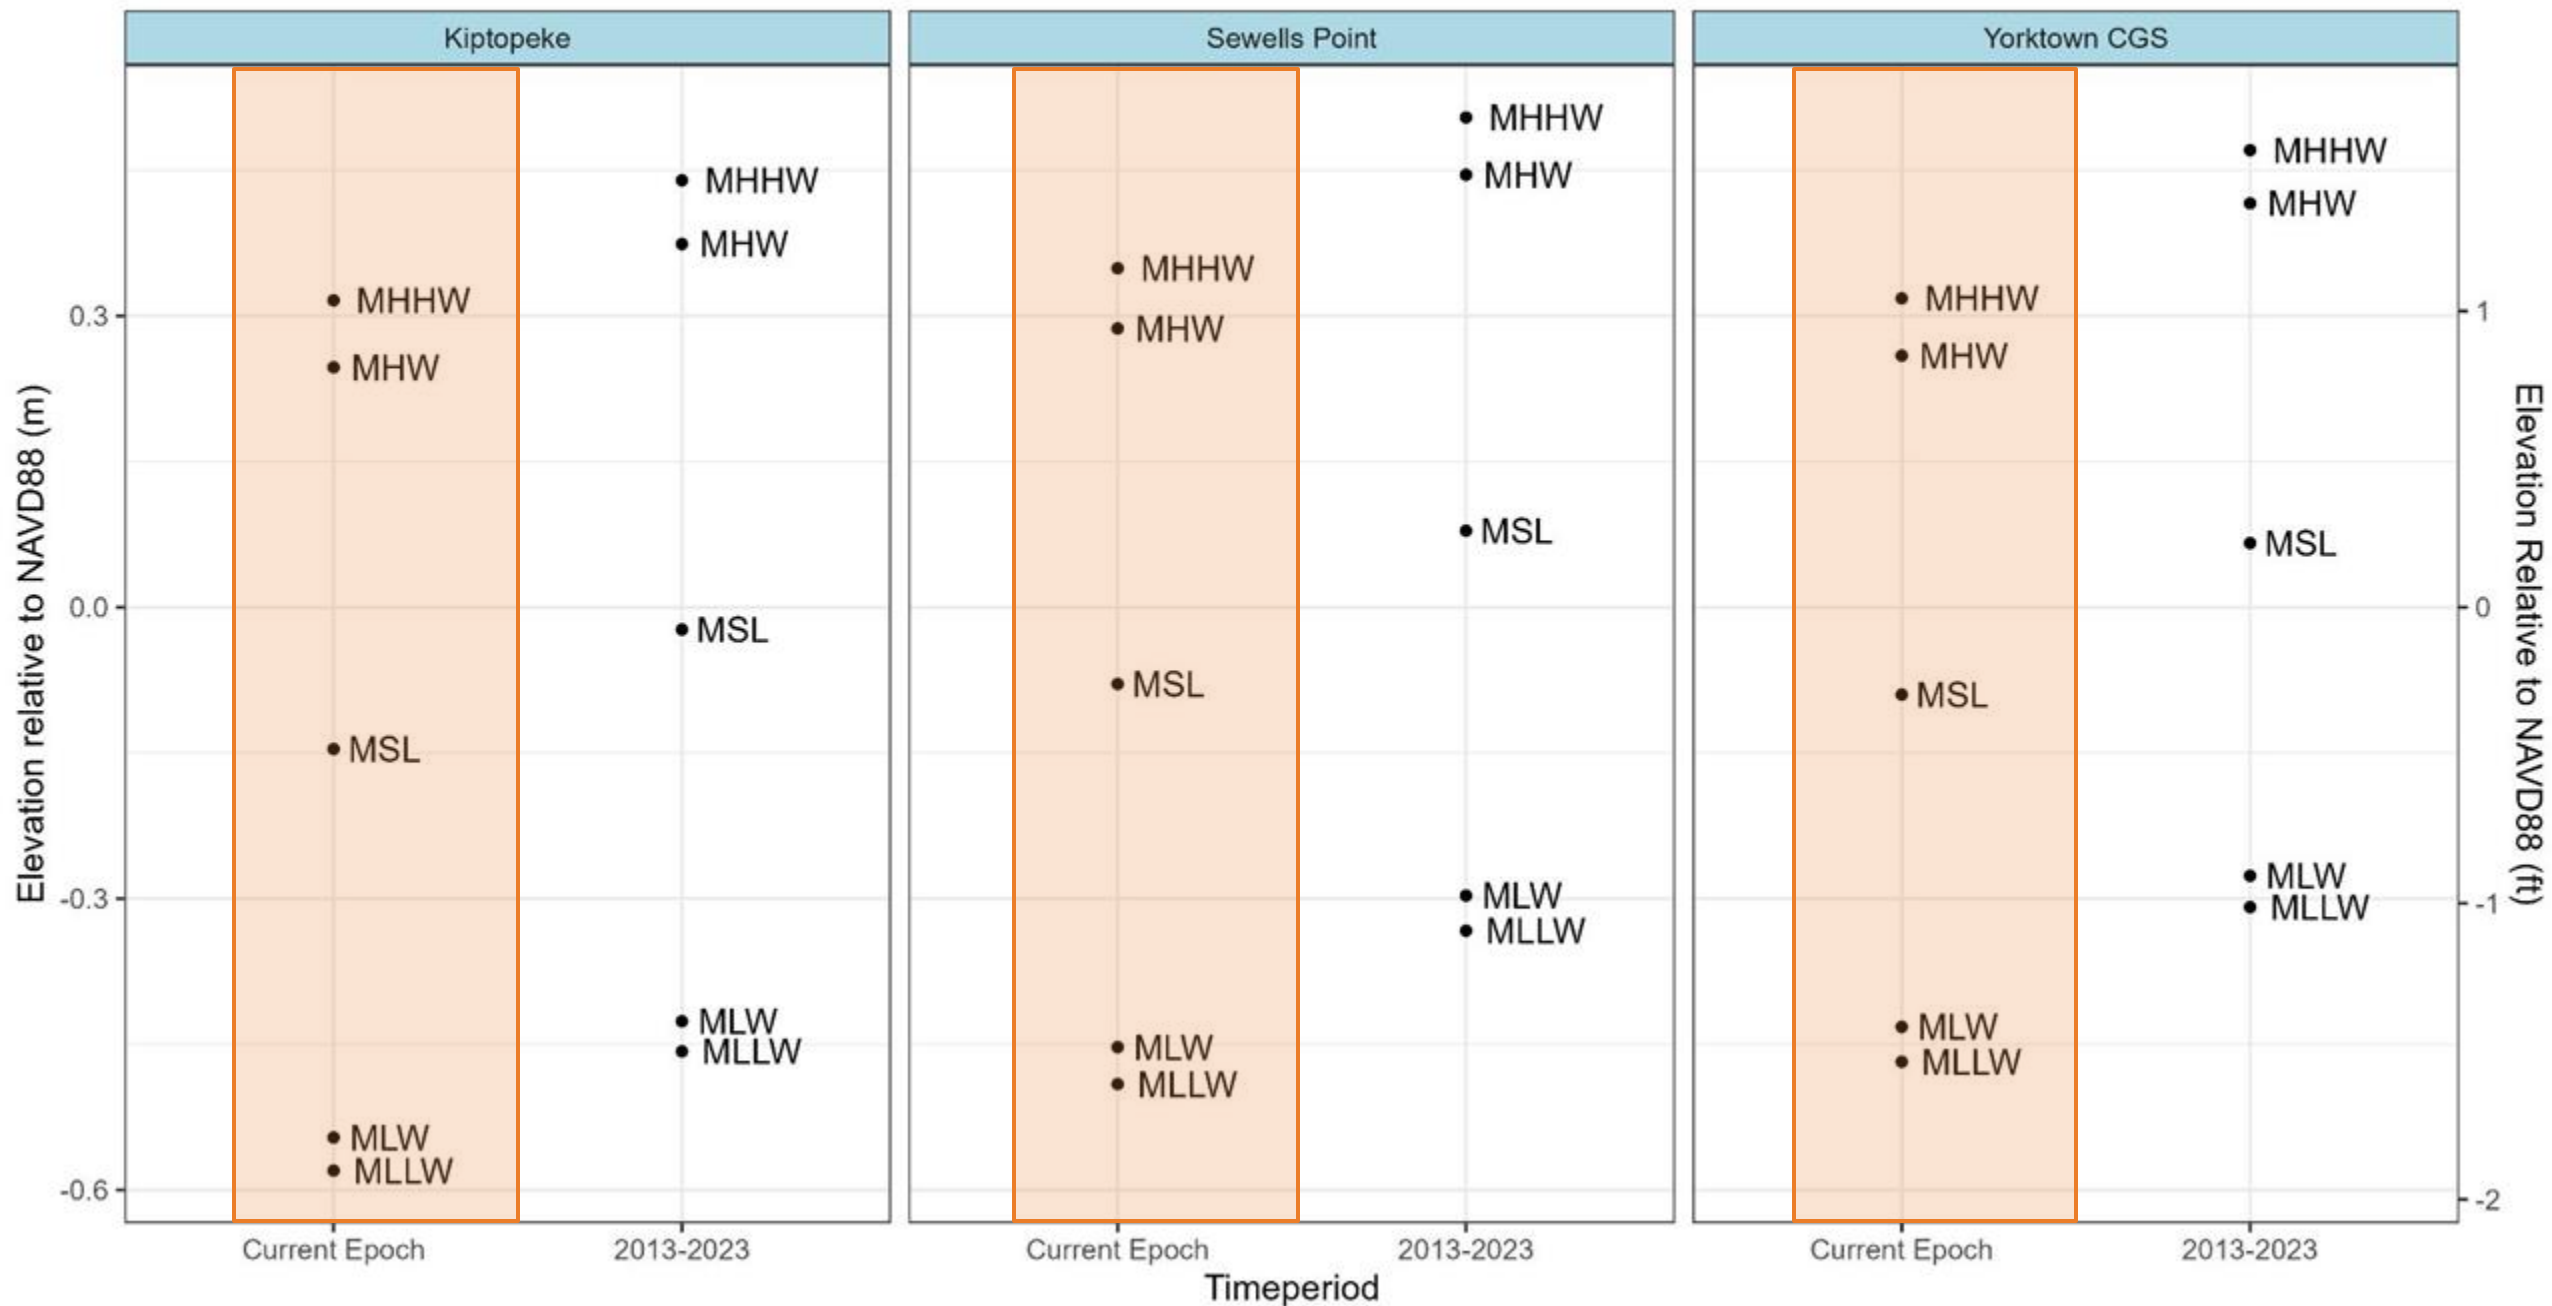 Kiptopeke
Sewells Point
Yorktown CGS
Elevation relative to NAVD88 (m)
0.3
0.0
-0.3
-0.6
MHHW
MHW
MSL
MLW
MLLW
MHHW
MHW
MSL
MLW
MLLW
MHHW
MHW
MSL
MLW
MLLW
MHHW
MHW
MSL
MLW
MLLW
MHHW
MHW
MSL
MLW
MLLW
MHHW
MHW
MSL
MLW
MLLW
1
0
-1
-2
Elevation Relative to NAVD88 (ft)
Current Epoch
2013-2023
Current Epoch
2013-2023
Current Epoch
2013-2023
Timeperiod